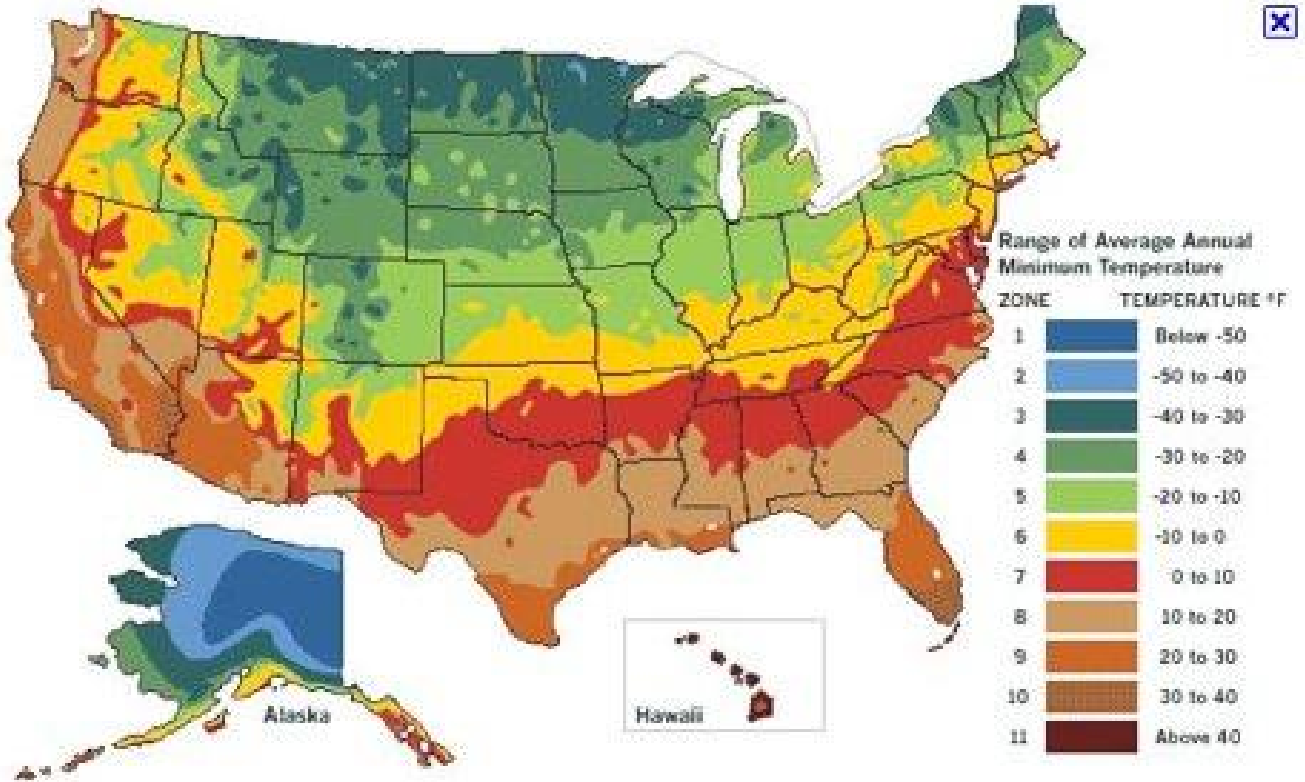 Range of Average Annual
Minimum Temperature
ZONE TEMPERATURE °F
1 Below -50
2 -50 to -40
3 -40 to -30
4 -30 to -20
5 -20 to -10
6 -10 to 0
7 0 to 10
8 10 to 20
9 20 to 30
10 30 to 40
11 Above 40
Alaska
Hawaii